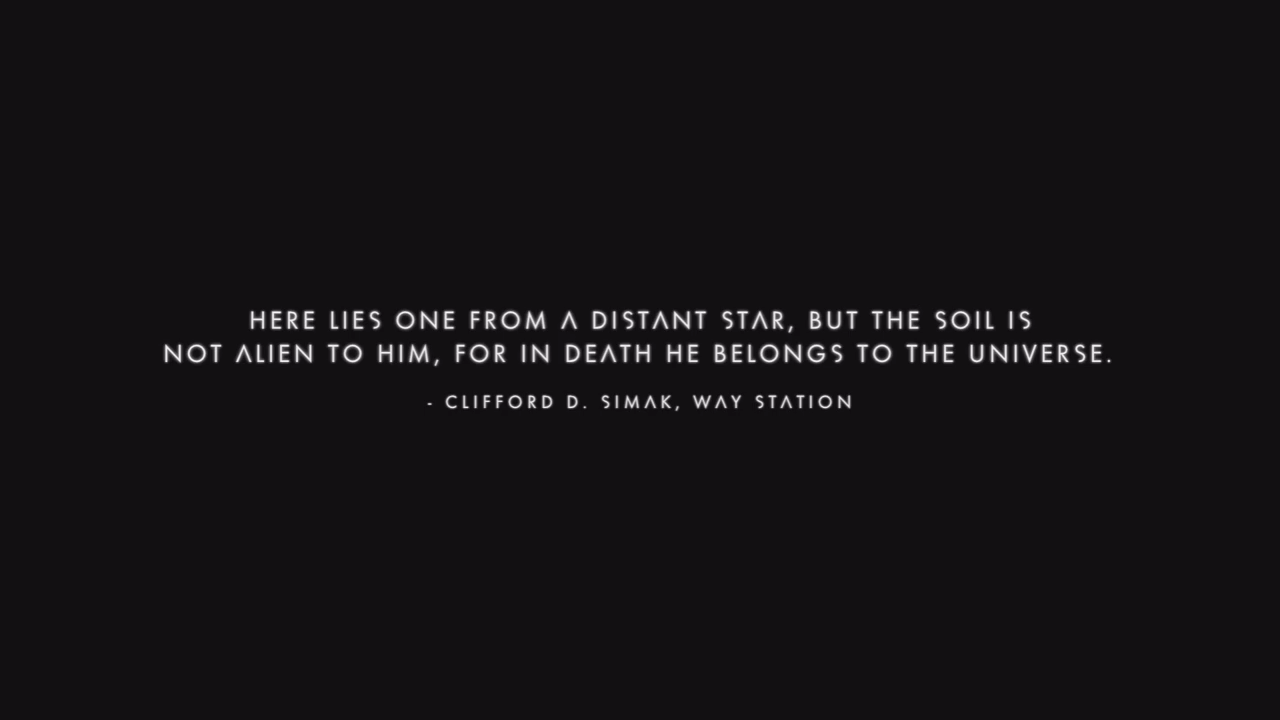 HERE LIES ONE FROM A DISTANT STAR, BUT THE SOIL IS
NOT ALIEN TO HIM, FOR IN DEATH HE BELONGS TO THE UNIVERSE.
- CLIFFORD D. SIMAK, WAY STATION